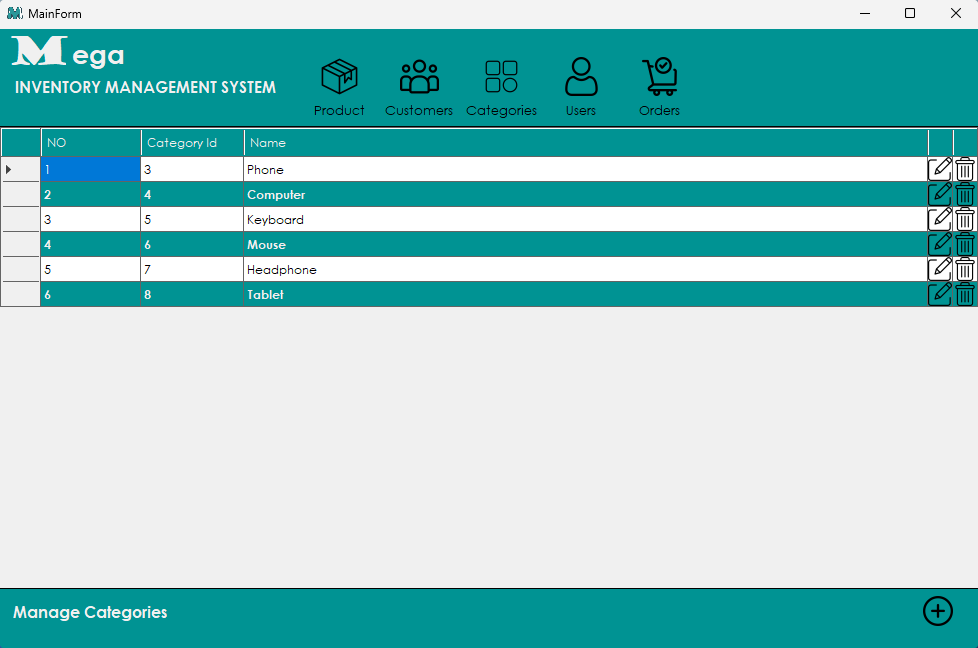 MainForm
Mega
INVENTORY MANAGEMENT SYSTEM
Product Customers Categories Users Orders
NO Category Id Name
1 3 Phone
2 4 Computer
3 5 Keyboard
4 6 Mouse
5 7 Headphone
6 8 Tablet
Manage Categories